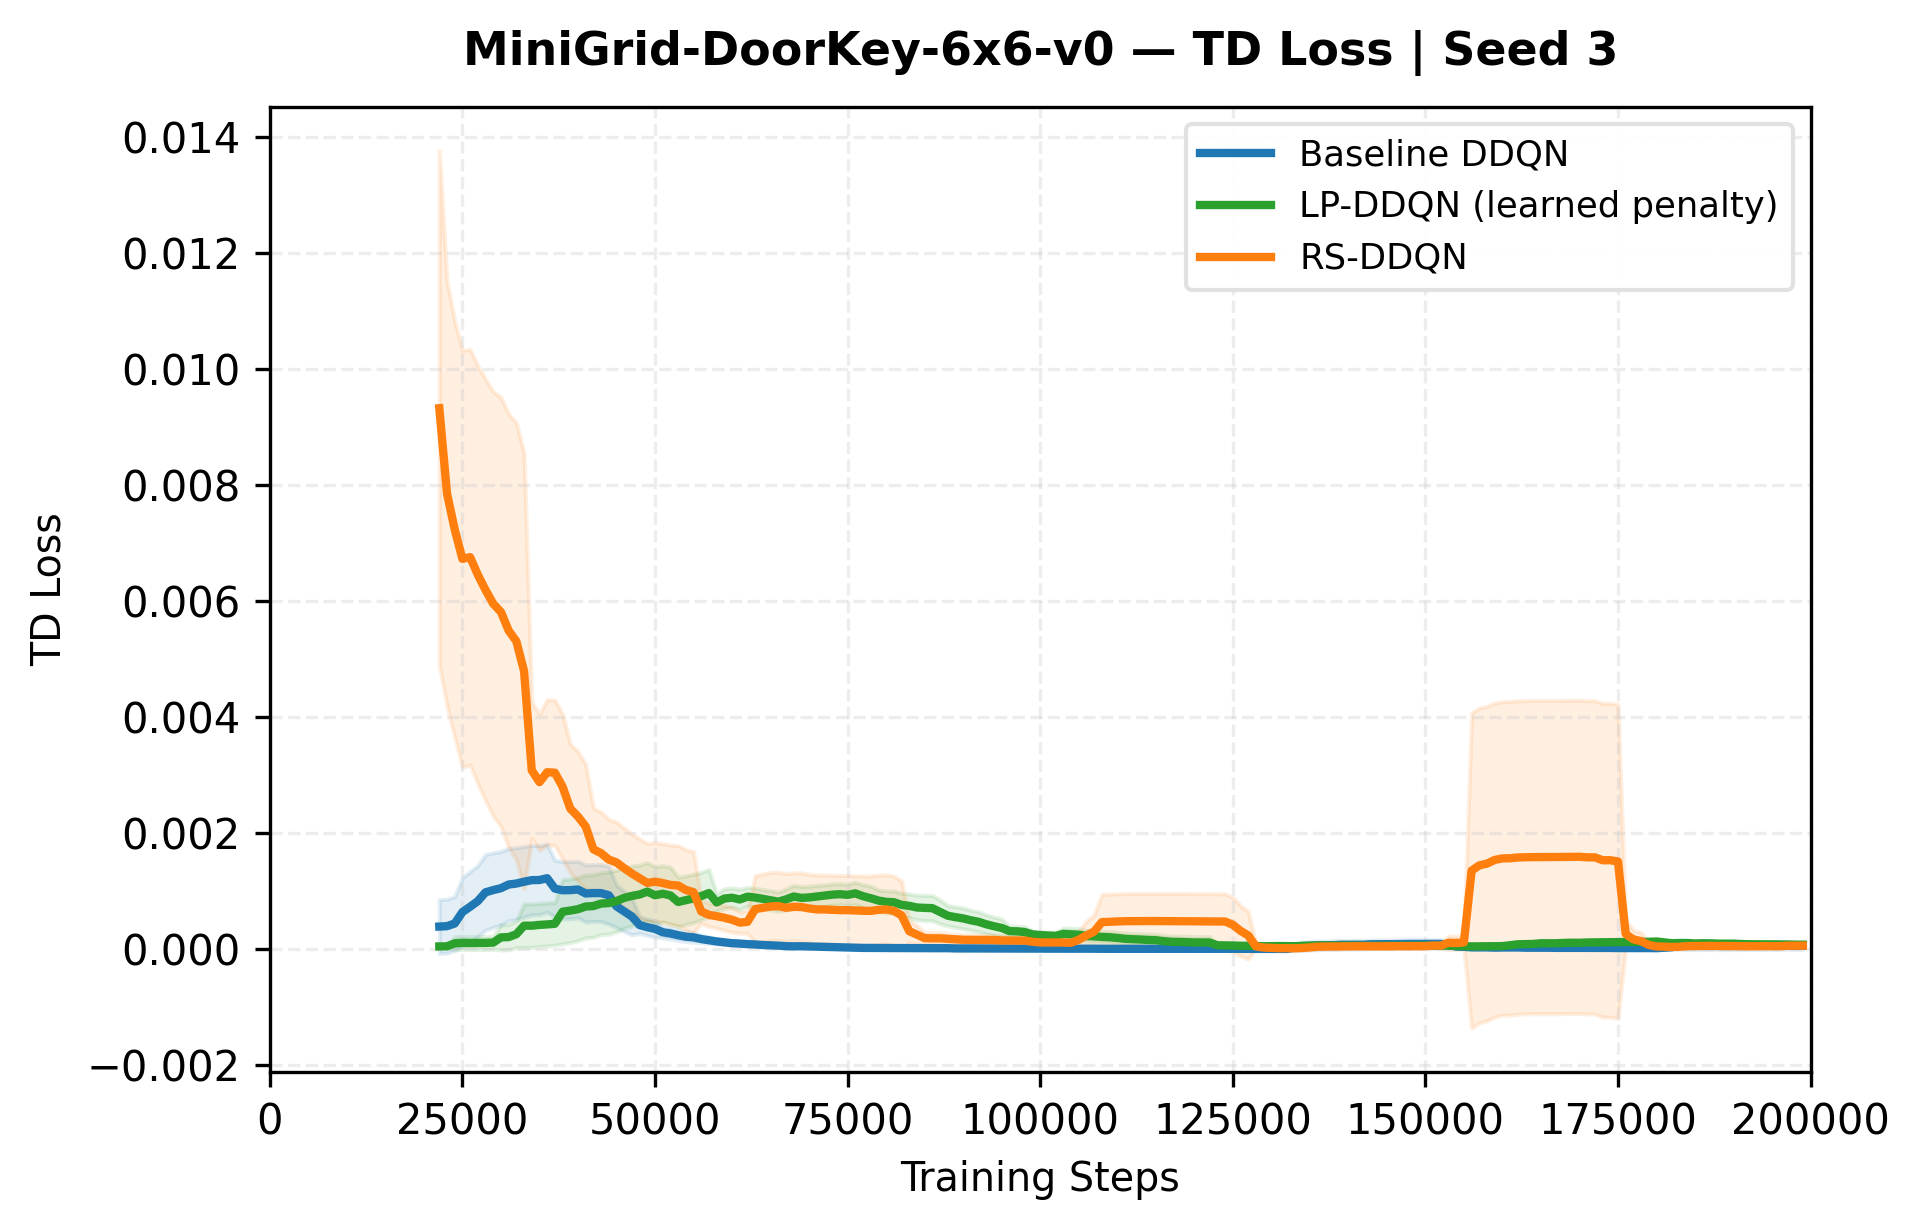 MiniGrid-DoorKey-6x6-v0 — TD Loss | Seed 3
Baseline DDQN
LP-DDQN (learned penalty)
RS-DDQN
TD Loss
0.014
0.012
0.010
0.008
0.006
0.004
0.002
0.000
−0.002
0 25000 50000 75000 100000 125000 150000 175000 200000
Training Steps